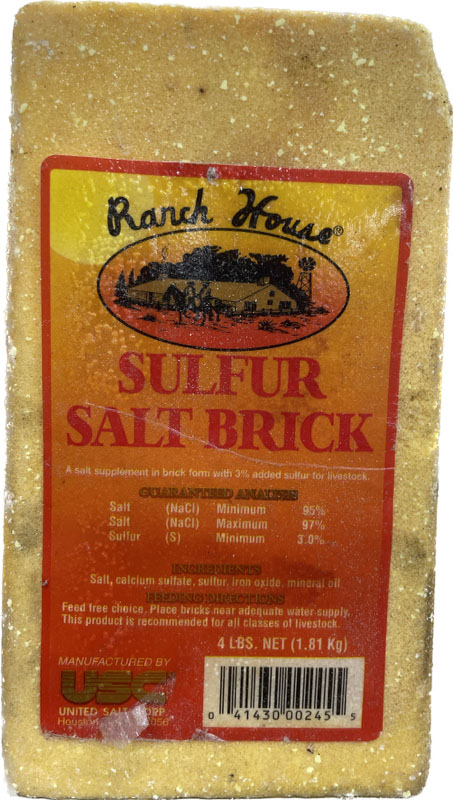 Ranch House®
SULFUR
SALT BRICK
A salt supplement in brick form with 3% added sulfur for livestock.
GUARANTEED ANALYSIS
Salt (NaCl) Minimum 95%
Salt (NaCl) Maximum 97%
Sulfur (S) Minimum 3.0%
INGREDIENTS
Salt, calcium sulfate, sulfur, iron oxide, mineral oil
FEEDING DIRECTIONS
Feed free choice. Place bricks near adequate water supply.
This product is recommended for all classes of livestock.
4 LBS. NET (1.81 Kg)
MANUFACTURED BY
USC
UNITED SALT CORP.
Houston
0 41430 00245 5